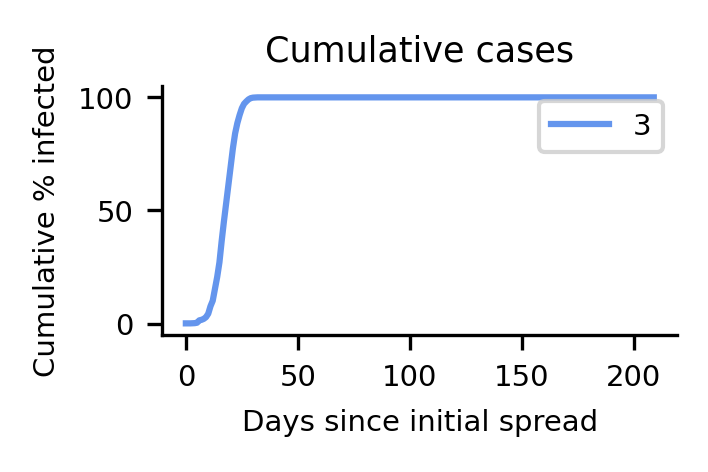 Cumulative cases
Cumulative % infected
100
50
0
3
0 50 100 150 200
Days since initial spread